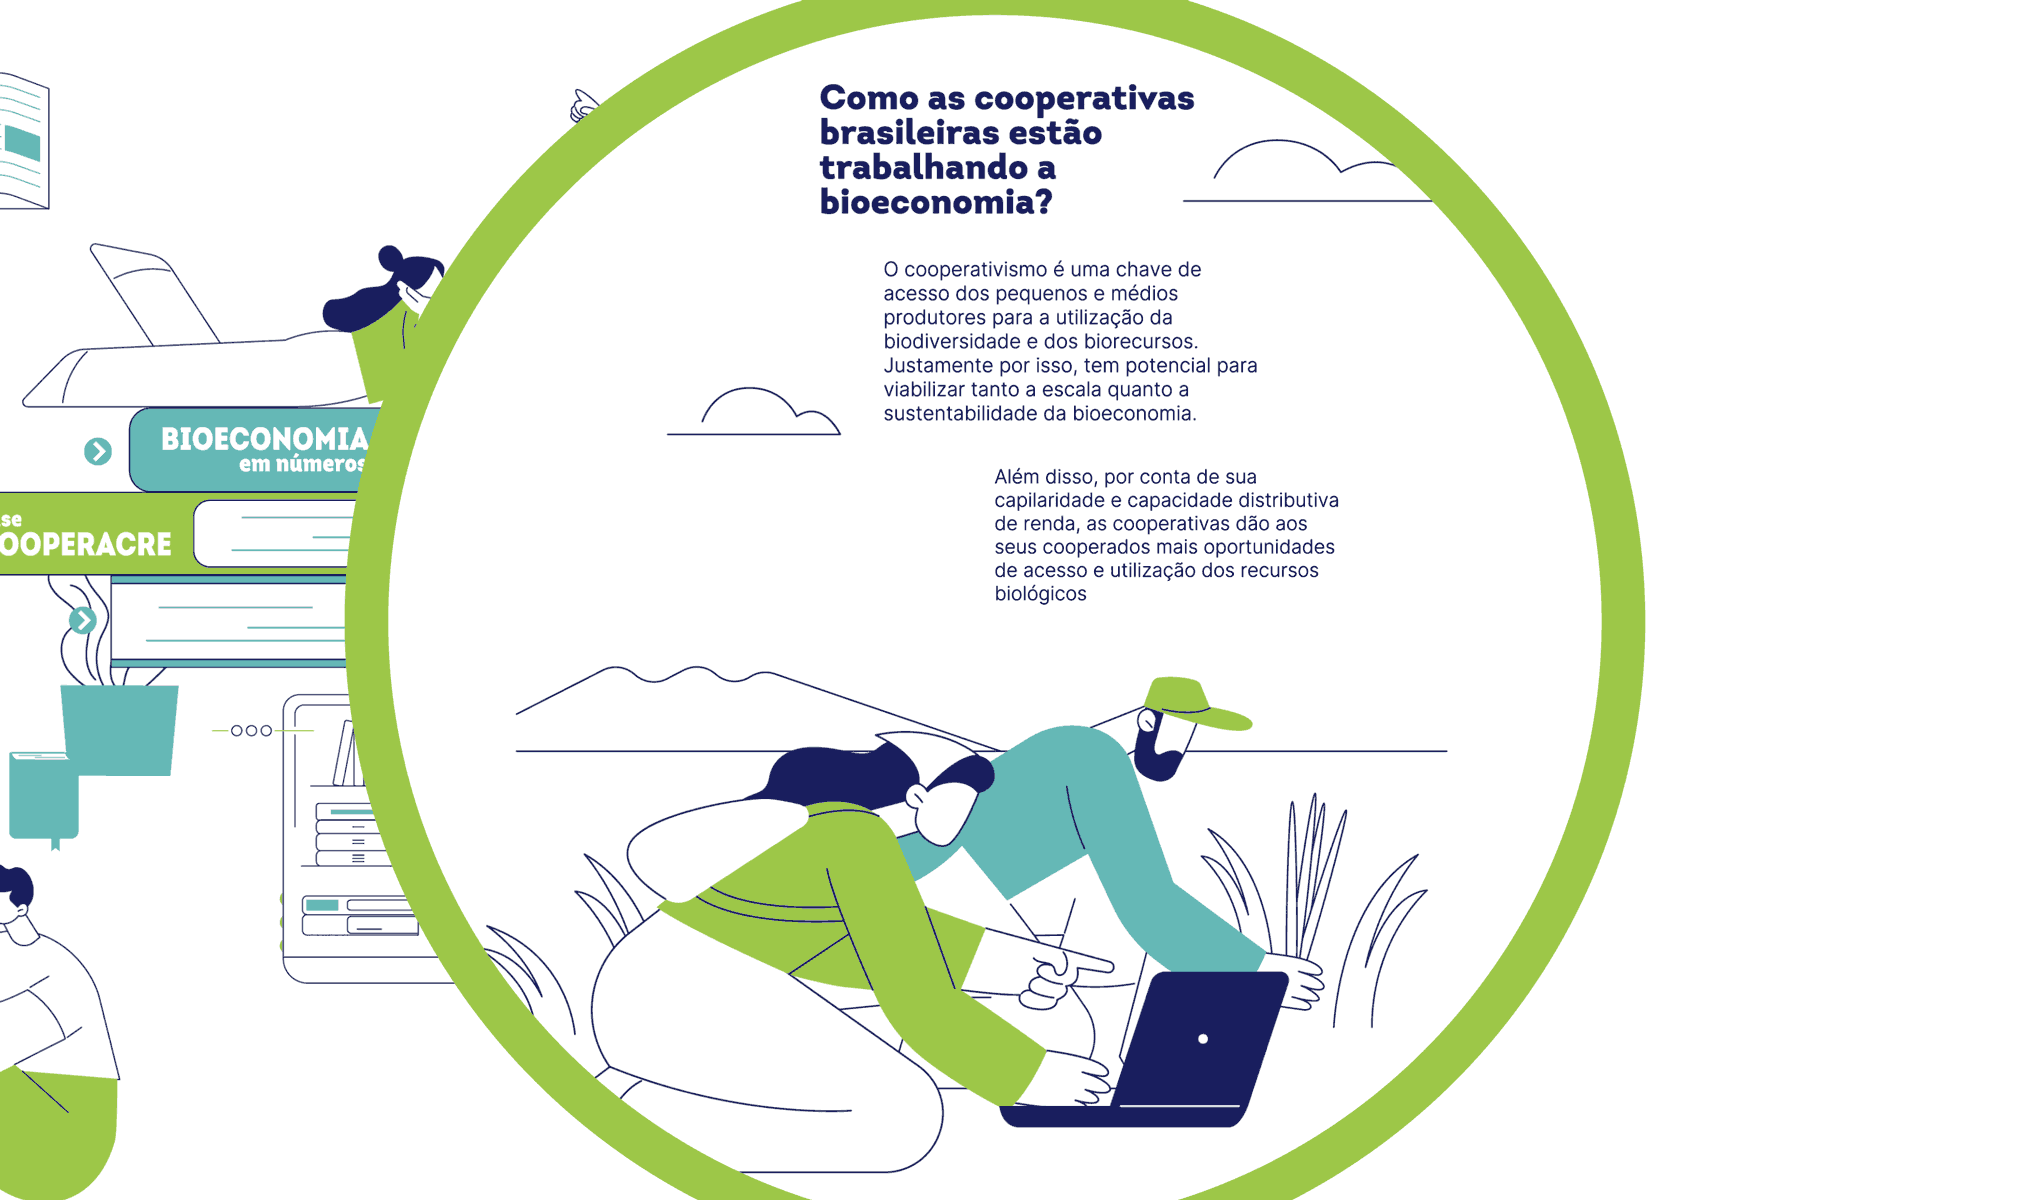 Como as cooperativas
brasileiras estão
trabalhando a
bioeconomia?
O cooperativismo é uma chave de
acesso dos pequenos e médios
produtores para a utilização da
biodiversidade e dos biorecursos.
Justamente por isso, tem potencial para
viabilizar tanto a escala quanto a
sustentabilidade da bioeconomia.
Além disso, por conta de sua
capilaridade e capacidade distributiva
de renda, as cooperativas dão aos
seus cooperados mais oportunidades
de acesso e utilização dos recursos
biológicos
BIOECONOMIA
em números
se
OOPERACRE